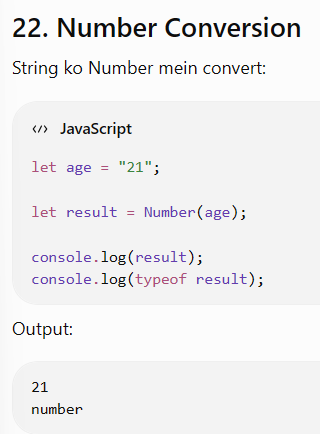 22. Number Conversion
String ko Number mein convert:
</> JavaScript
let age = "21";
let result = Number(age);
console.log(result);
console.log(typeof result);
Output:
21
number